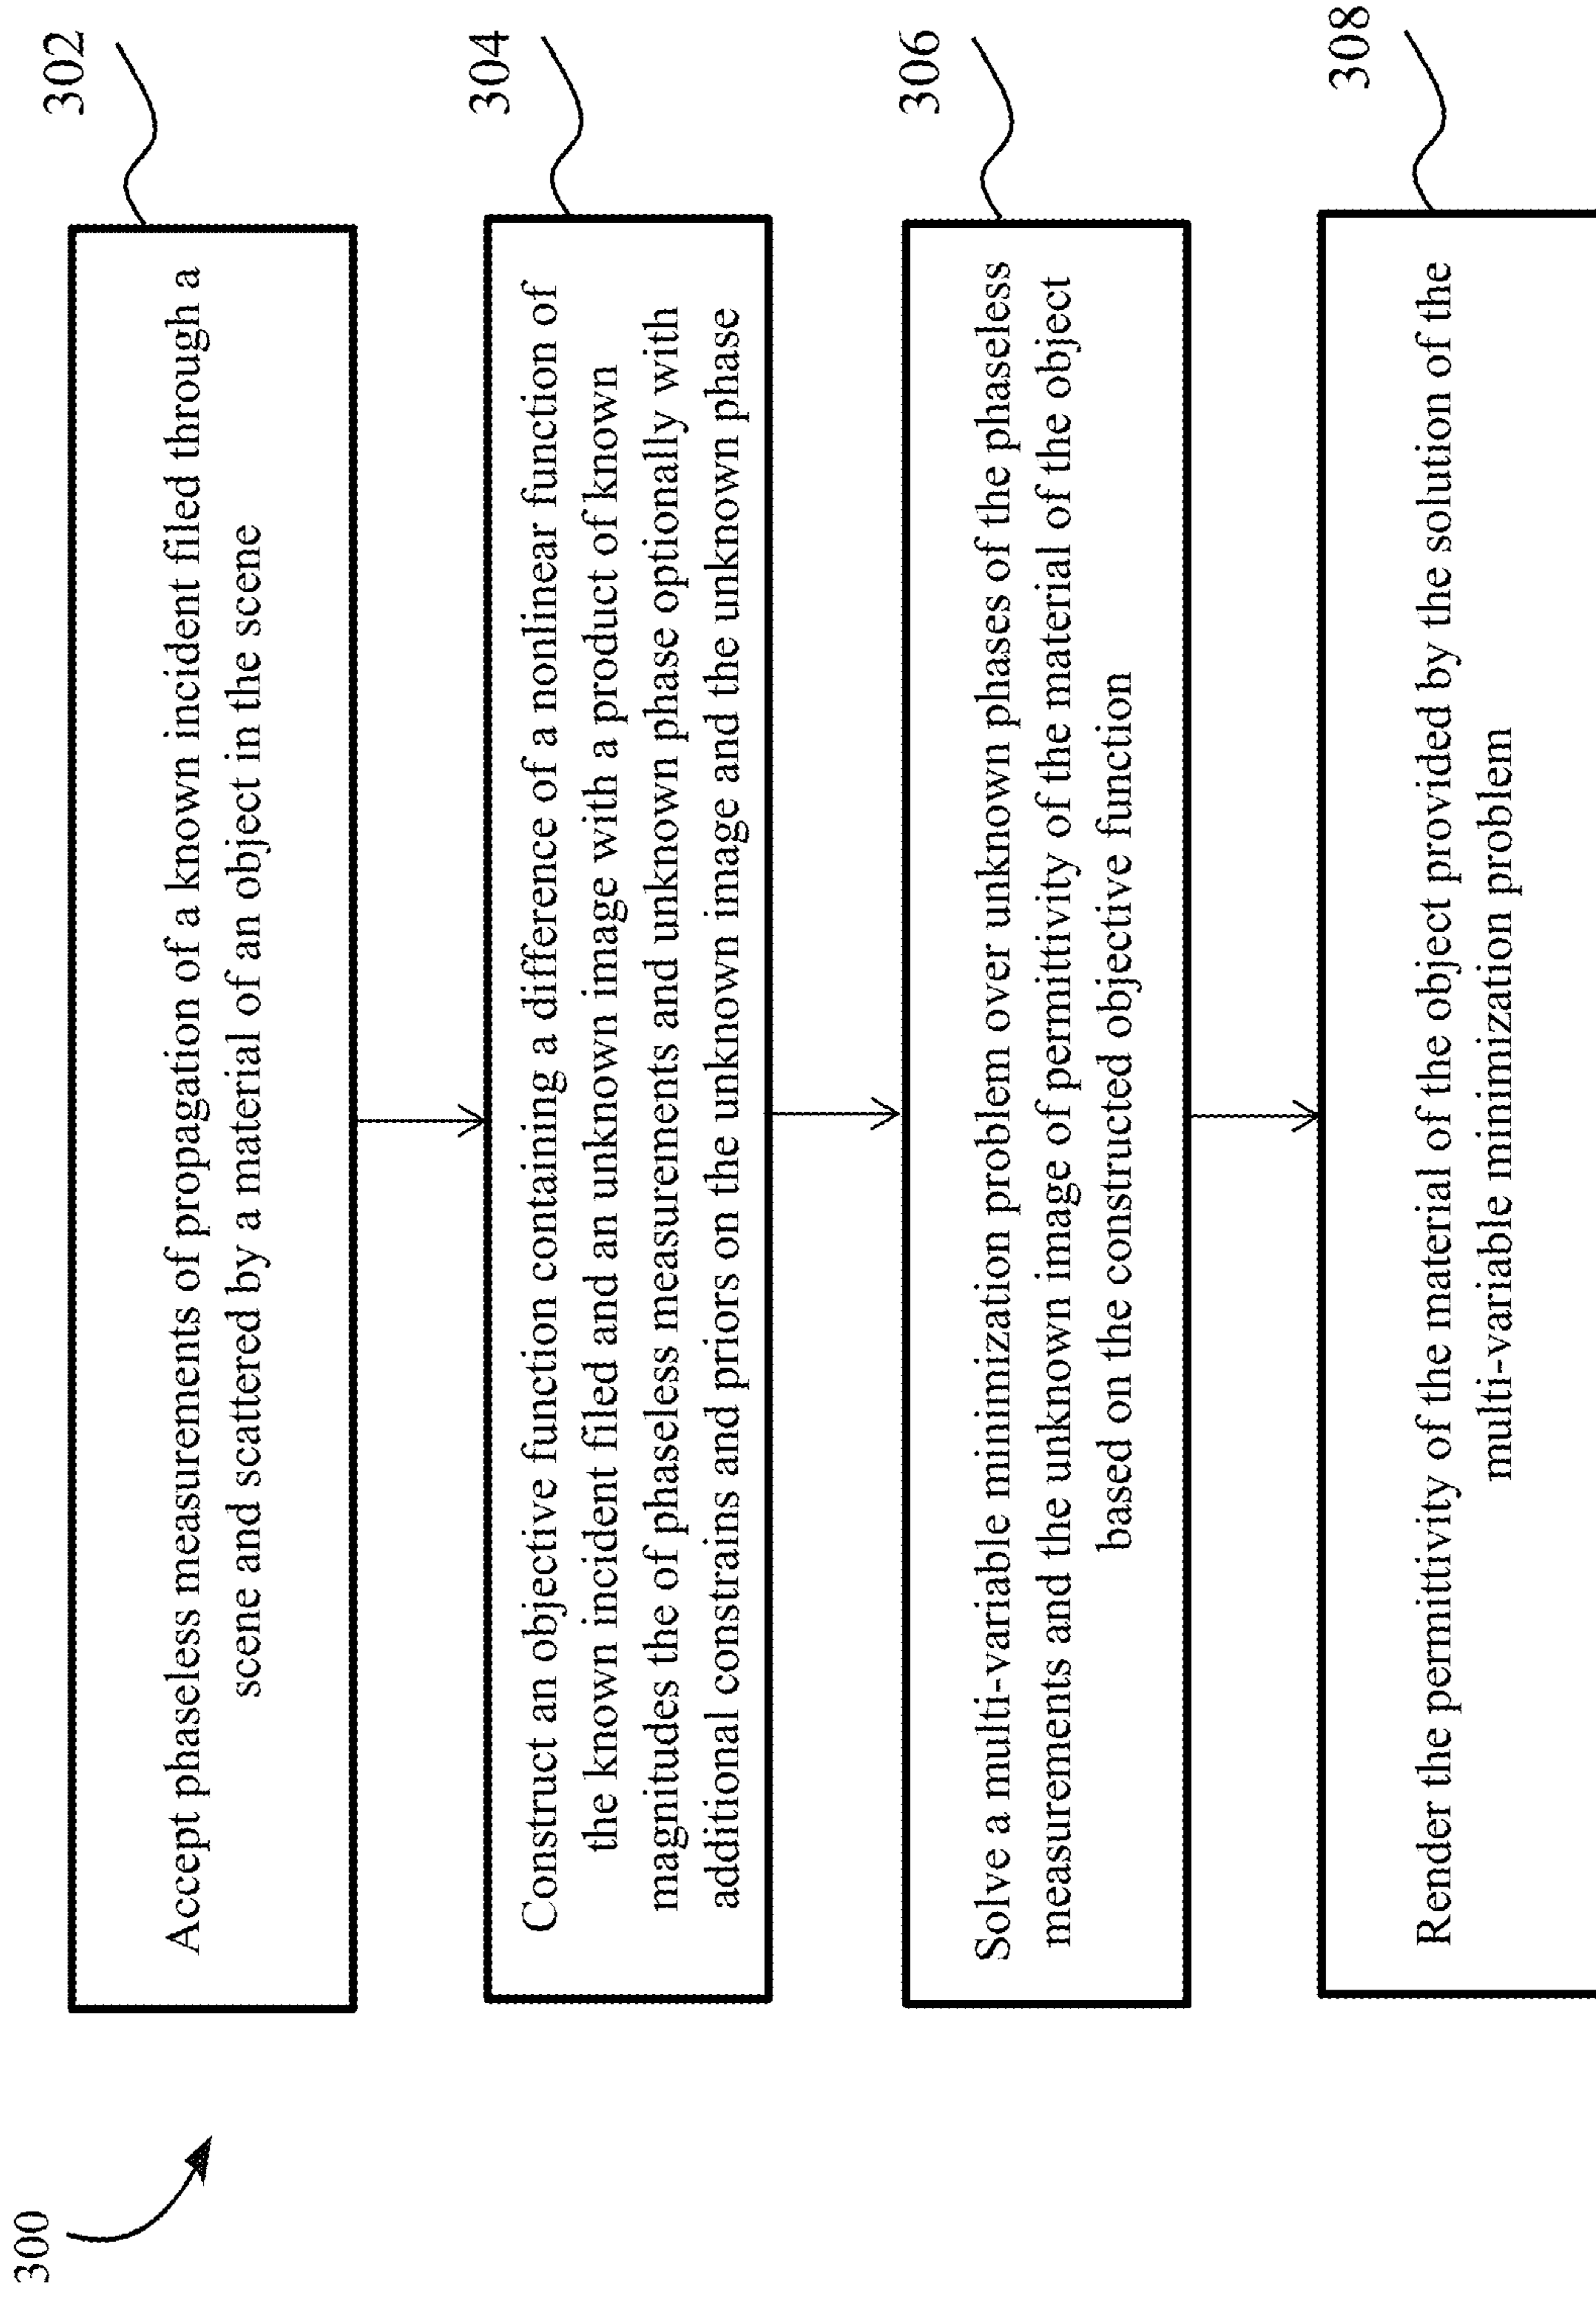 300
302
Accept phaseless measurements of propagation of a known incident filed through a
scene and scattered by a material of an object in the scene
304
Construct an objective function containing a difference of a nonlinear function of
the known incident filed and an unknown image with a product of known
magnitudes the of phaseless measurements and unknown phase optionally with
additional constrains and priors on the unknown image and the unknown phase
306
Solve a multi-variable minimization problem over unknown phases of the phaseless
measurements and the unknown image of permittivity of the material of the object
based on the constructed objective function
308
Render the permittivity of the material of the object provided by the solution of the
multi-variable minimization problem